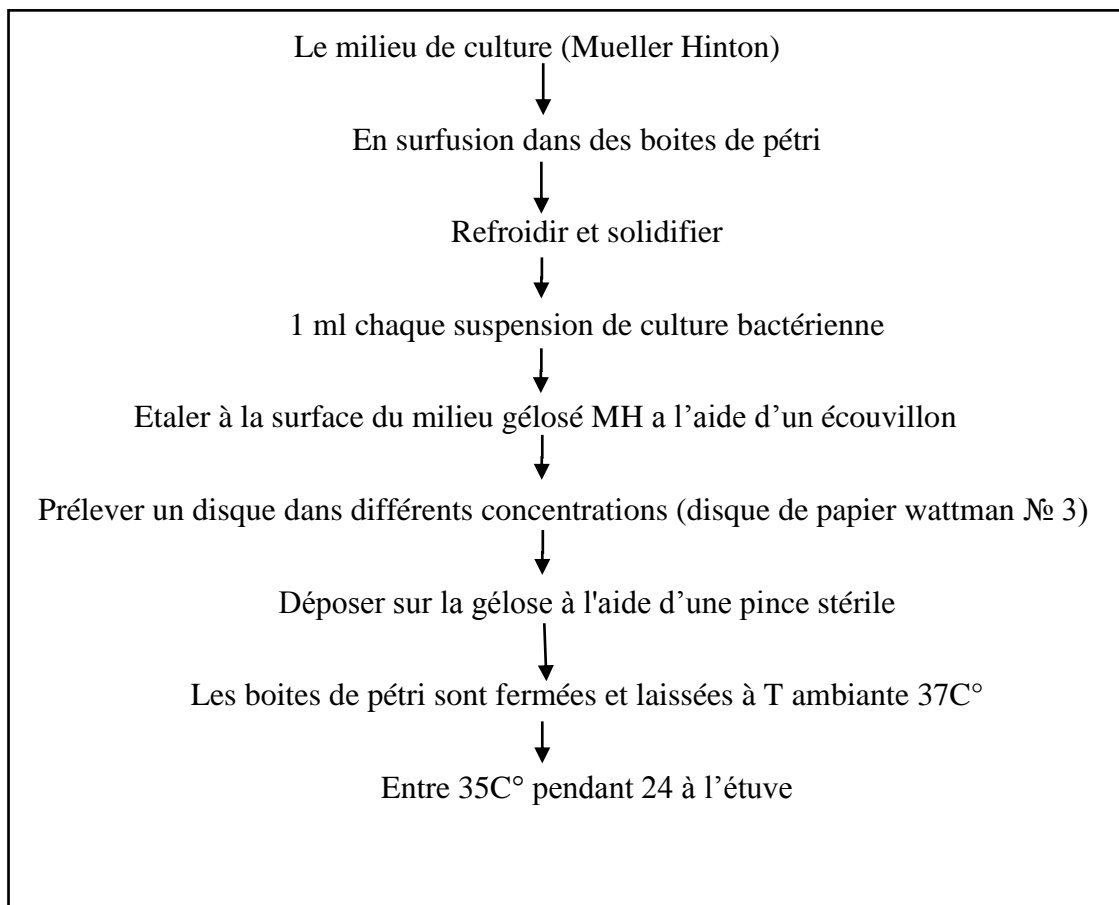 Le milieu de culture (Mueller Hinton)
En surfusion dans des boites de pétri
Refroidir et solidifier
1 ml chaque suspension de culture bactérienne
Etaler à la surface du milieu gélosé MH a l’aide d’un écouvillon
Prélever un disque dans différents concentrations (disque de papier wattman № 3)
Déposer sur la gélose à l'aide d’une pince stérile
Les boites de pétri sont fermées et laissées à T ambiante 37C°
Entre 35C° pendant 24 à l’étuve